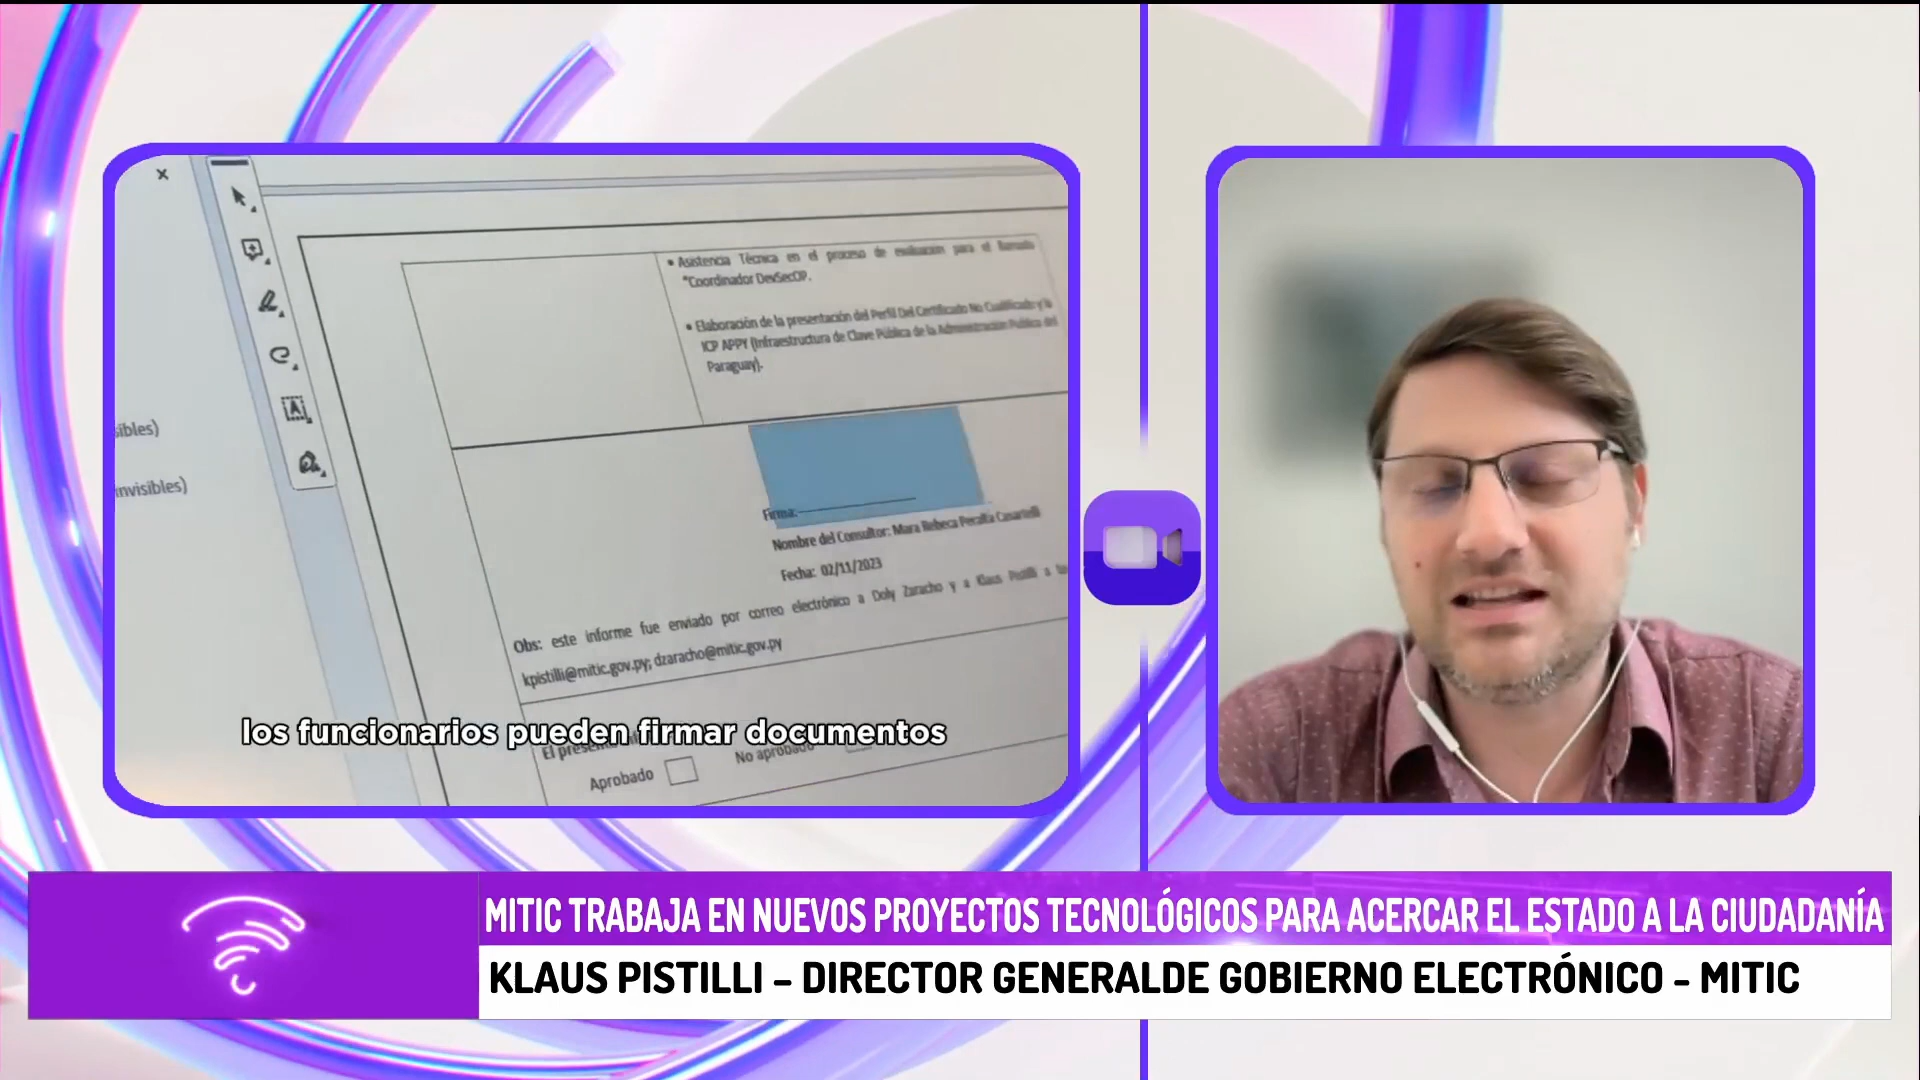 x
• Asistencia Técnica en el proceso de evaluación para el llamado
"Coordinador DevSecOP.
• Elaboración de la presentación del Perfil Del Certificado No Cualificado y la
ICP APPY (Infraestructura de Clave Pública de la Administración Publica del
Paraguay).
sibles)
invisibles)
Firma:
Nombre del Consultor: Mara Rebeca Peralta Casartelli
Fecha: 02/11/2023
Obs: este informe fue enviado por correo electrónico a Doly Zaracho y a Klaus Pistilli a
kpistilli@mitic.gov.py; dzaracho@mitic.gov.py
los funcionarios pueden firmar documentos
El
Aprobado
No aprobado
MITIC TRABAJA EN NUEVOS PROYECTOS TECNOLÓGICOS PARA ACERCAR EL ESTADO A LA CIUDADANÍA
KLAUS PISTILLI – DIRECTOR GENERALDE GOBIERNO ELECTRÓNICO - MITIC